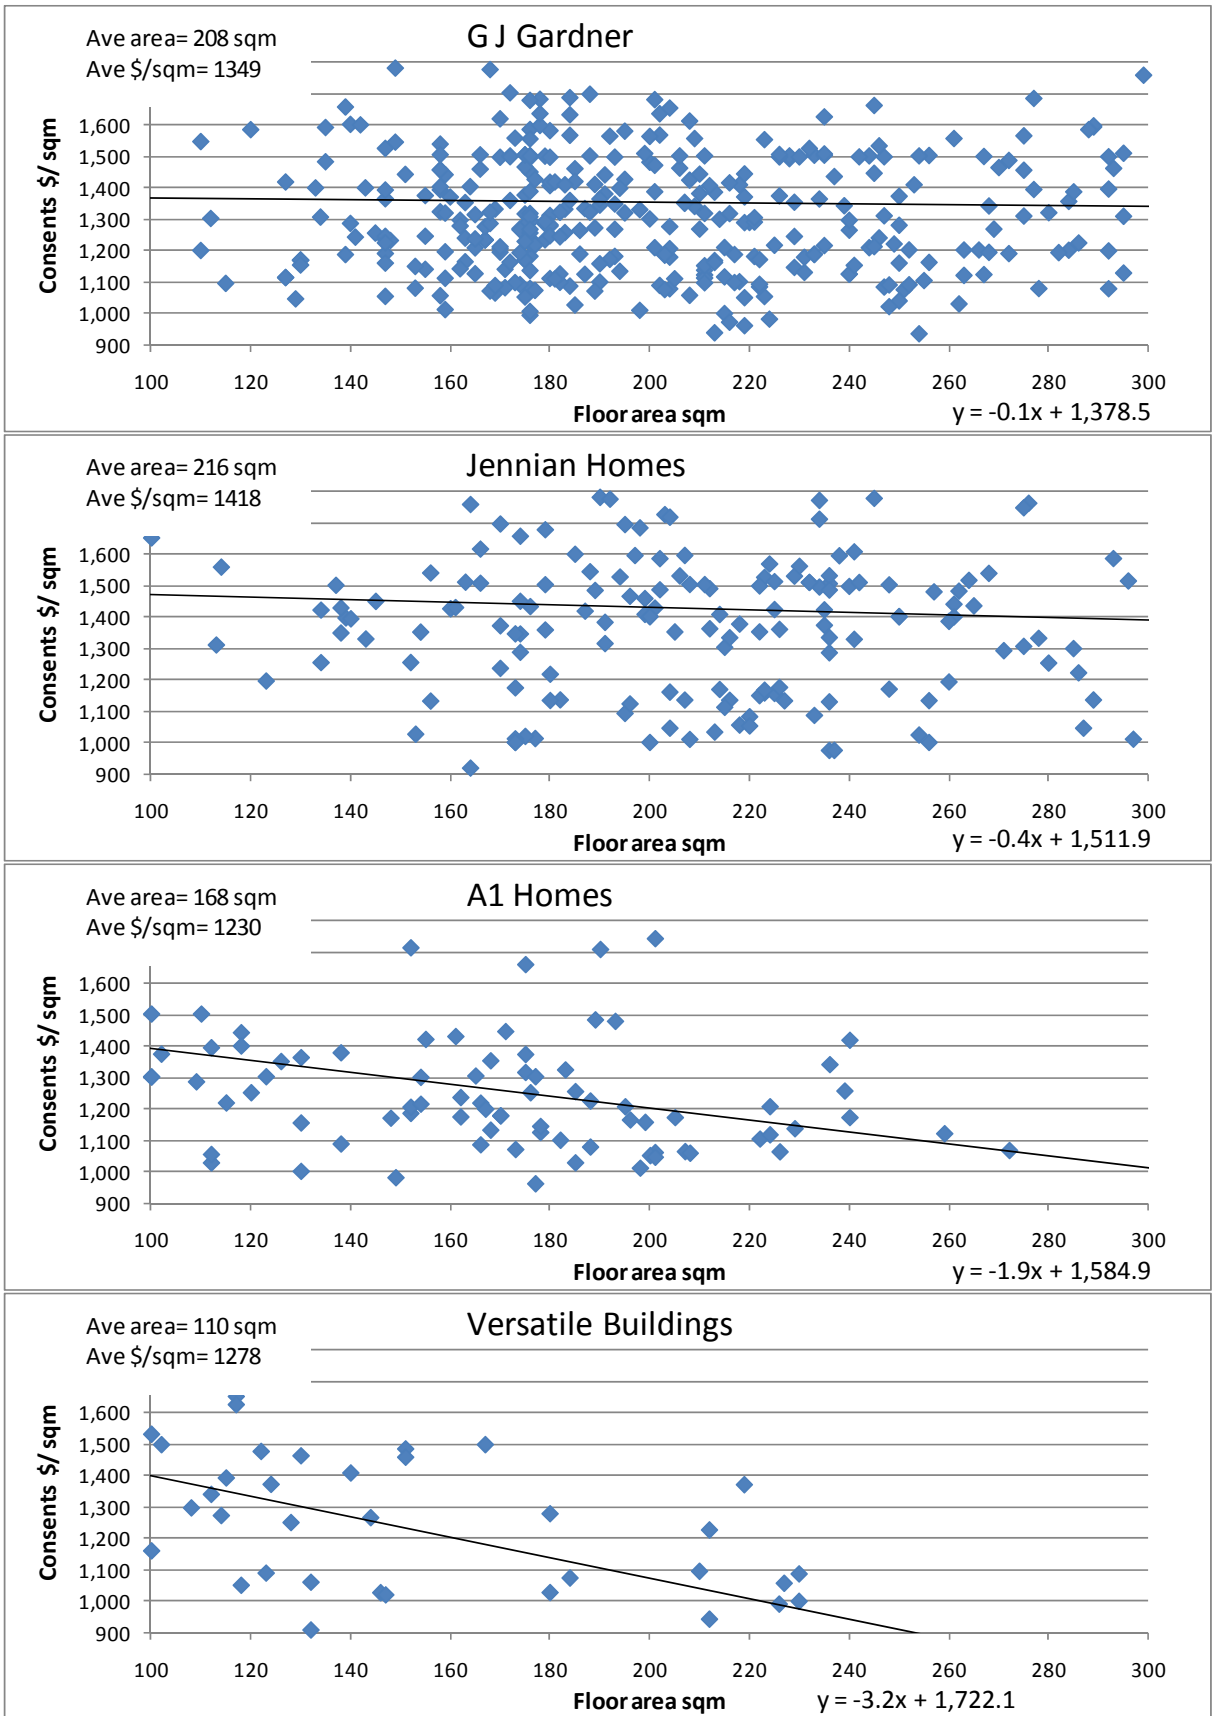 Ave area= 208 sqm
Ave $/sqm= 1349
G J Gardner
Consents $/ sqm
1,600
1,500
1,400
1,300
1,200
1,100
1,000
900
100 120 140 160 180 200 220 240 260 280 300
Floor area sqm
y = -0.1x + 1,378.5
Ave area= 216 sqm
Ave $/sqm= 1418
Jennian Homes
Consents $/ sqm
1,600
1,500
1,400
1,300
1,200
1,100
1,000
900
100 120 140 160 180 200 220 240 260 280 300
Floor area sqm
y = -0.4x + 1,511.9
Ave area= 168 sqm
Ave $/sqm= 1230
A1 Homes
Consents $/ sqm
1,600
1,500
1,400
1,300
1,200
1,100
1,000
900
100 120 140 160 180 200 220 240 260 280 300
Floor area sqm
y = -1.9x + 1,584.9
Ave area= 110 sqm
Ave $/sqm= 1278
Versatile Buildings
Consents $/ sqm
1,600
1,500
1,400
1,300
1,200
1,100
1,000
900
100 120 140 160 180 200 220 240 260 280 300
Floor area sqm
y = -3.2x + 1,722.1